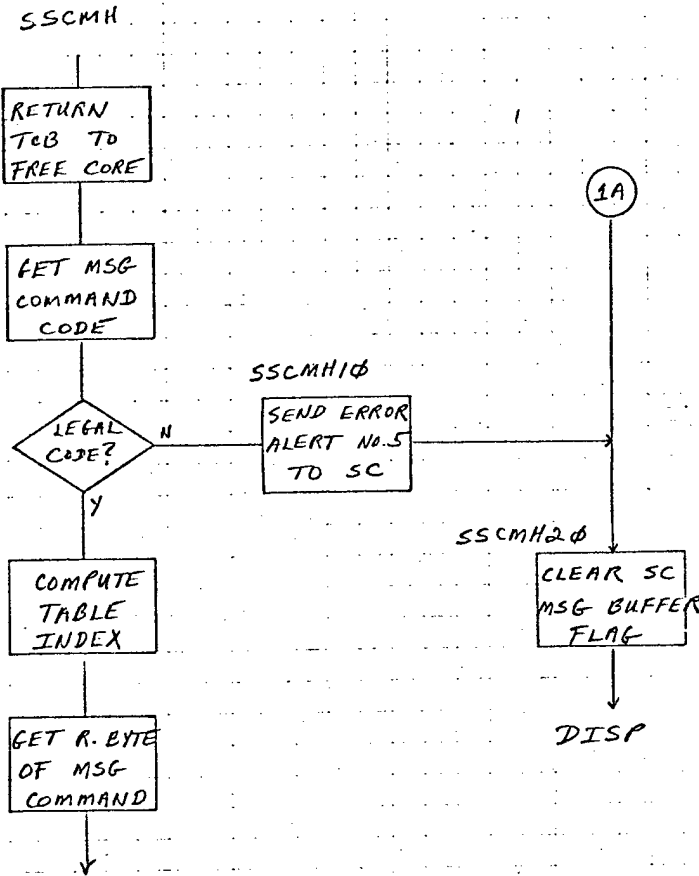 SSCMH
RETURN
TCB TO
FREE CORE
GET MSG
COMMAND
CODE
LEGAL
CODE?
N
Y
SSCMH10
SEND ERROR
ALERT No.5
TO SC
COMPUTE
TABLE
INDEX
GET R. BYTE
OF MSG
COMMAND
1A
SSCMH20
CLEAR SC
MSG BUFFER
FLAG
DISP